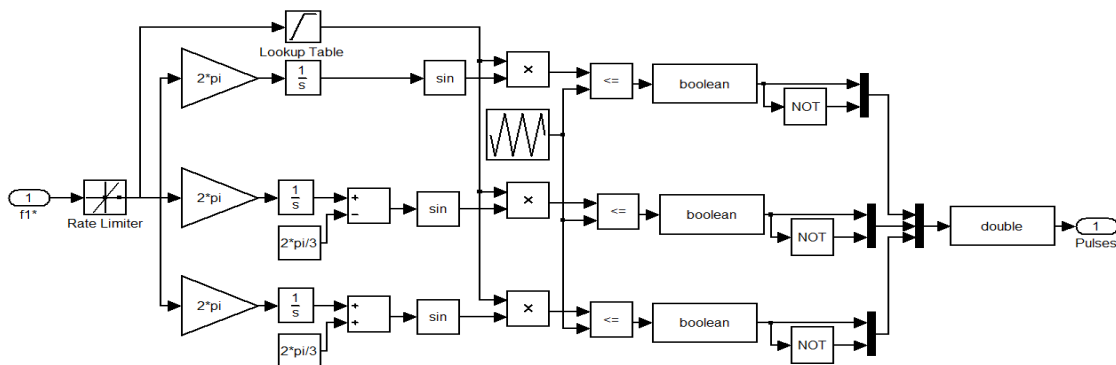 Lookup Table
2*pi
1
s
sin
×
<=
boolean
NOT
1
f1*
Rate Limiter
2*pi
1
s
+
−
2*pi/3
sin
×
<=
boolean
NOT
double
1
Pulses
2*pi
1
s
+
+
2*pi/3
sin
×
<=
boolean
NOT